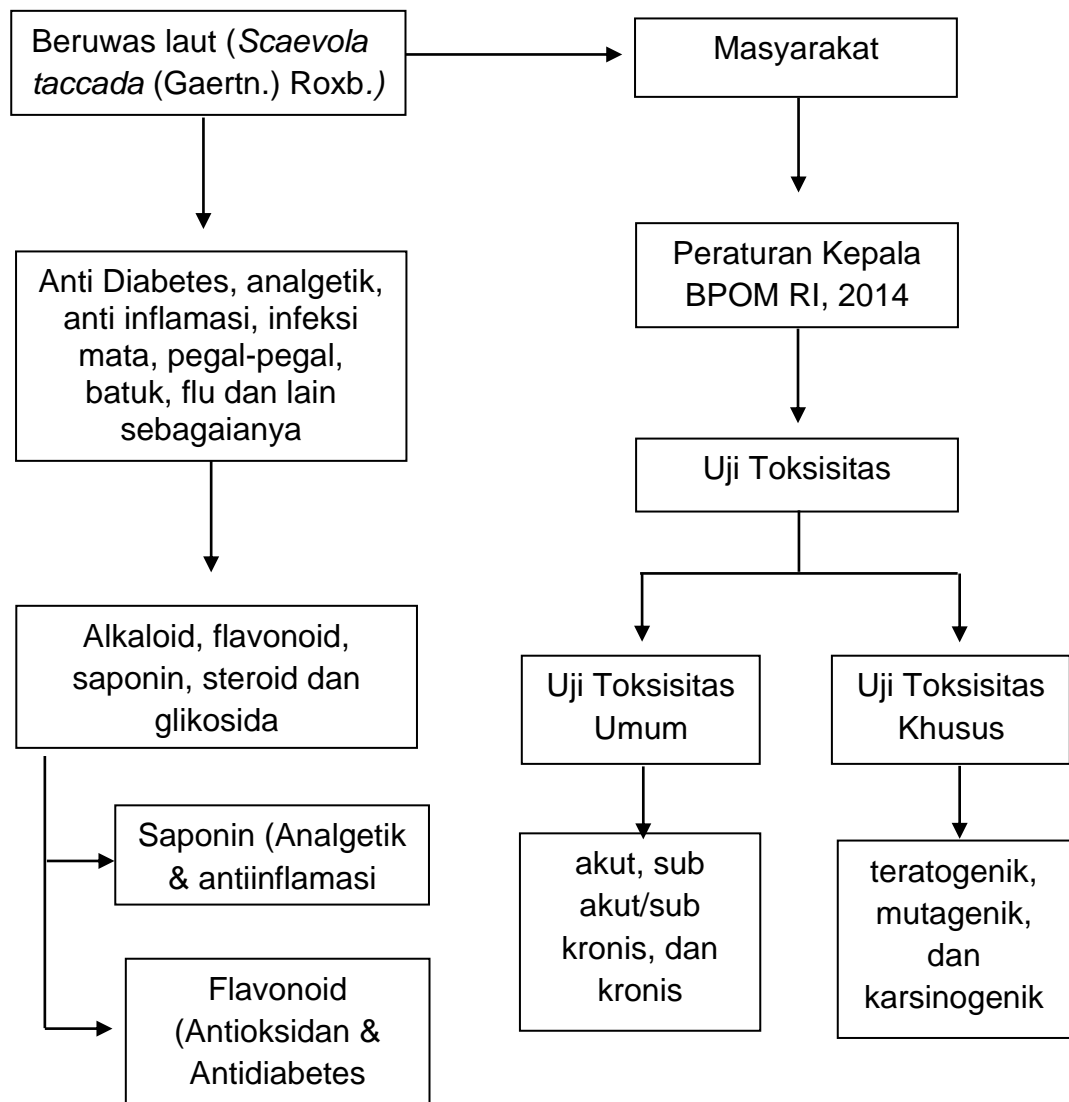 Beruwas laut (Scaevola
taccada (Gaertn.) Roxb.)
Masyarakat
Anti Diabetes, analgetik,
anti inflamasi, infeksi
mata, pegal-pegal,
batuk, flu dan lain
sebagaianya
Peraturan Kepala
BPOM RI, 2014
Uji Toksisitas
Alkaloid, flavonoid,
saponin, steroid dan
glikosida
Uji Toksisitas
Umum
Uji Toksisitas
Khusus
Saponin (Analgetik
& antiinflamasi
Flavonoid
(Antioksidan &
Antidiabetes
akut, sub
akut/sub
kronis, dan
kronis
teratogenik,
mutagenik,
dan
karsinogenik